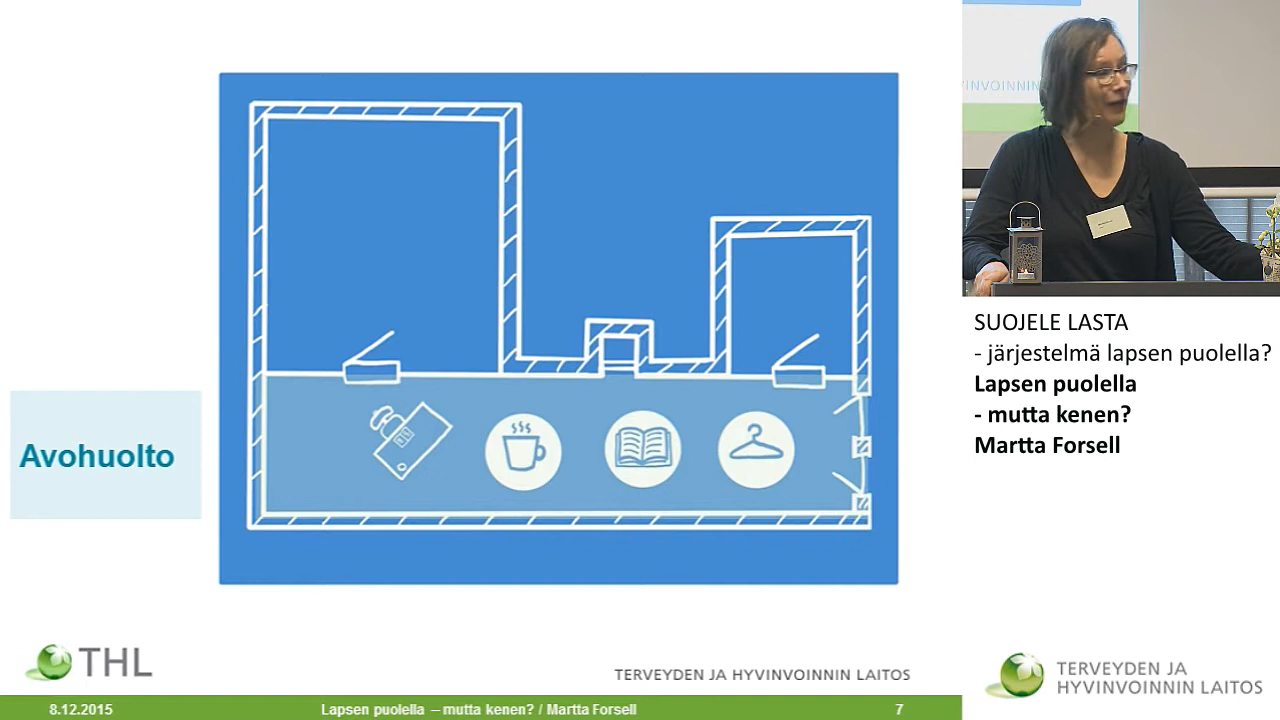 Avohuolto
THL
TERVEYDEN JA HYVINVOINNIN LAITOS
8.12.2015
Lapsen puolella – mutta kenen? / Martta Forsell
7
VINVOINNIN
SUOJELE LASTA
- järjestelmä lapsen puolella?
Lapsen puolella
- mutta kenen?
Martta Forsell
TERVEYDEN JA
HYVINVOINNIN LAITOS